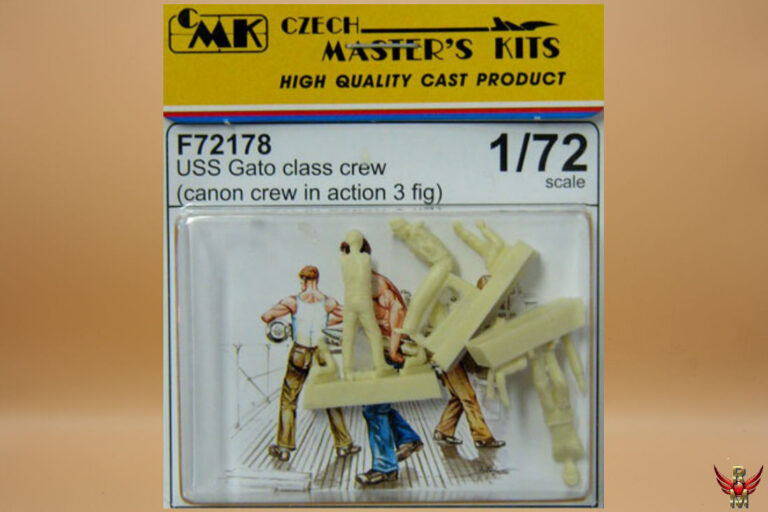 CMK
CZECH
MASTER'S KITS
HIGH QUALITY CAST PRODUCT
F72178
1/72
USS Gato class crew
scale
(canon crew in action 3 fig)